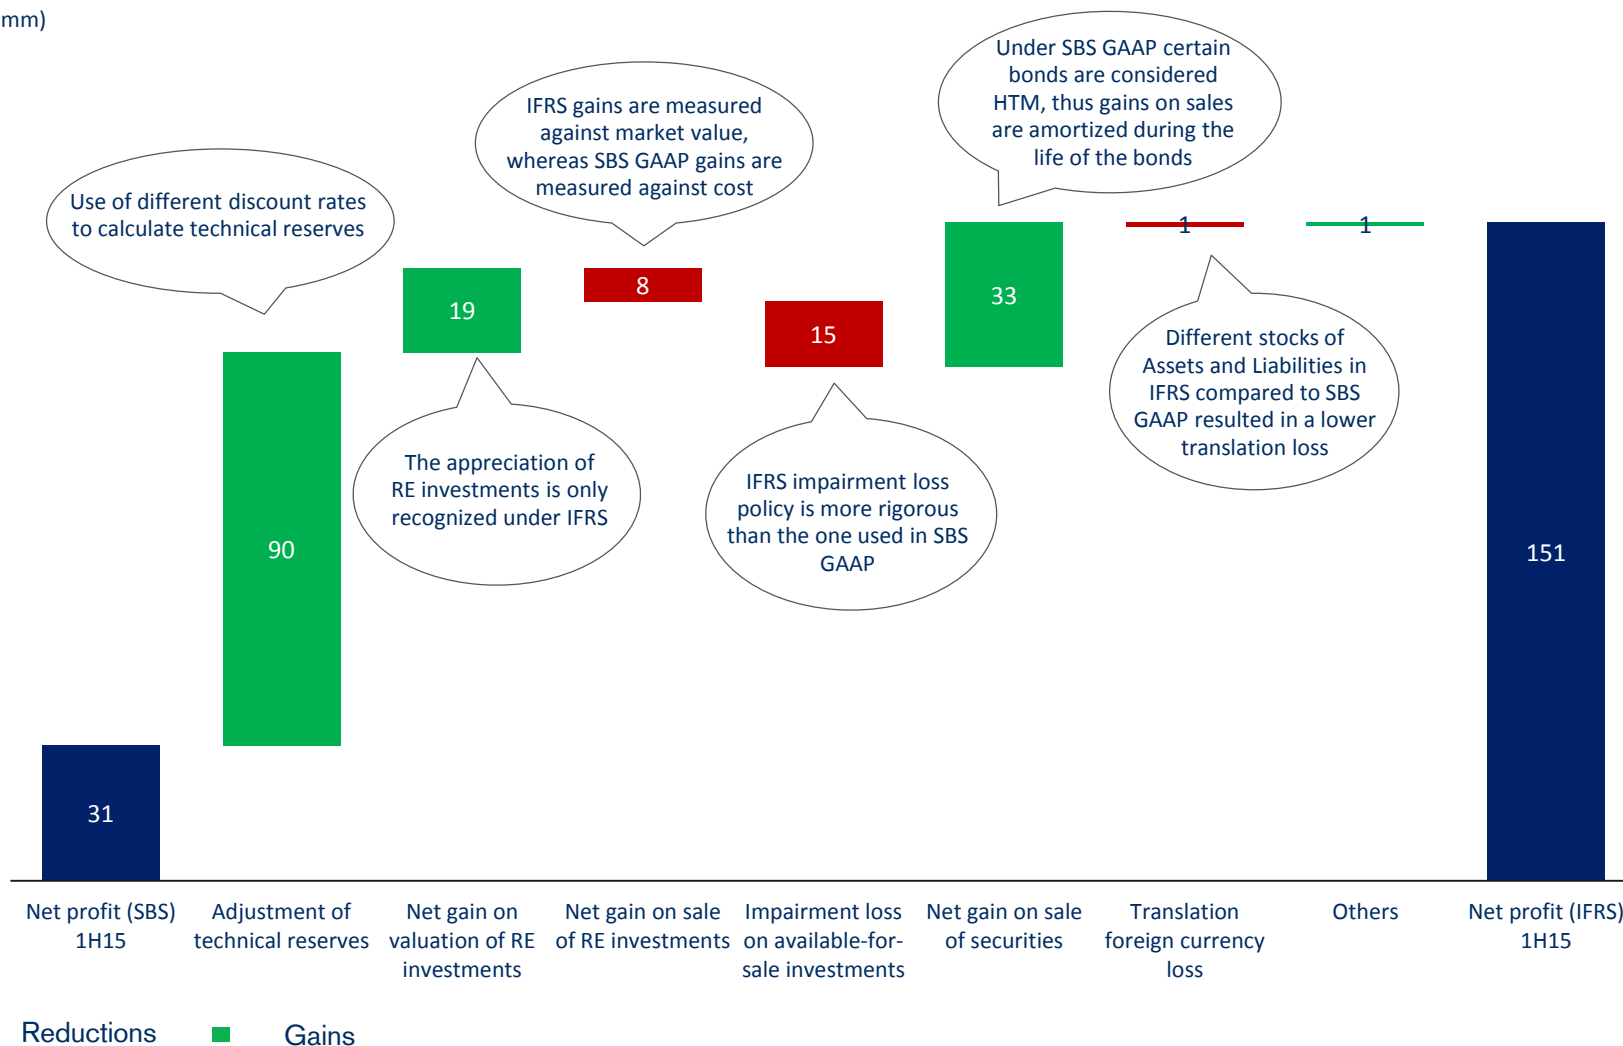 mm)
Under SBS GAAP certain
bonds are considered
HTM, thus gains on sales
are amortized during the
life of the bonds
IFRS gains are measured
against market value,
whereas SBS GAAP gains are
measured against cost
Use of different discount rates
to calculate technical reserves
19
8
15
33
1
1
Different stocks of
Assets and Liabilities in
IFRS compared to SBS
GAAP resulted in a lower
translation loss
The appreciation of
RE investments is only
recognized under IFRS
IFRS impairment loss
policy is more rigorous
than the one used in SBS
GAAP
90
151
31
Net profit (SBS)
1H15
Adjustment of
technical reserves
Net gain on
valuation of RE
investments
Net gain on sale
of RE investments
Impairment loss
on available-for-
sale investments
Net gain on sale
of securities
Translation
foreign currency
loss
Others
Net profit (IFRS)
1H15
Reductions
Gains